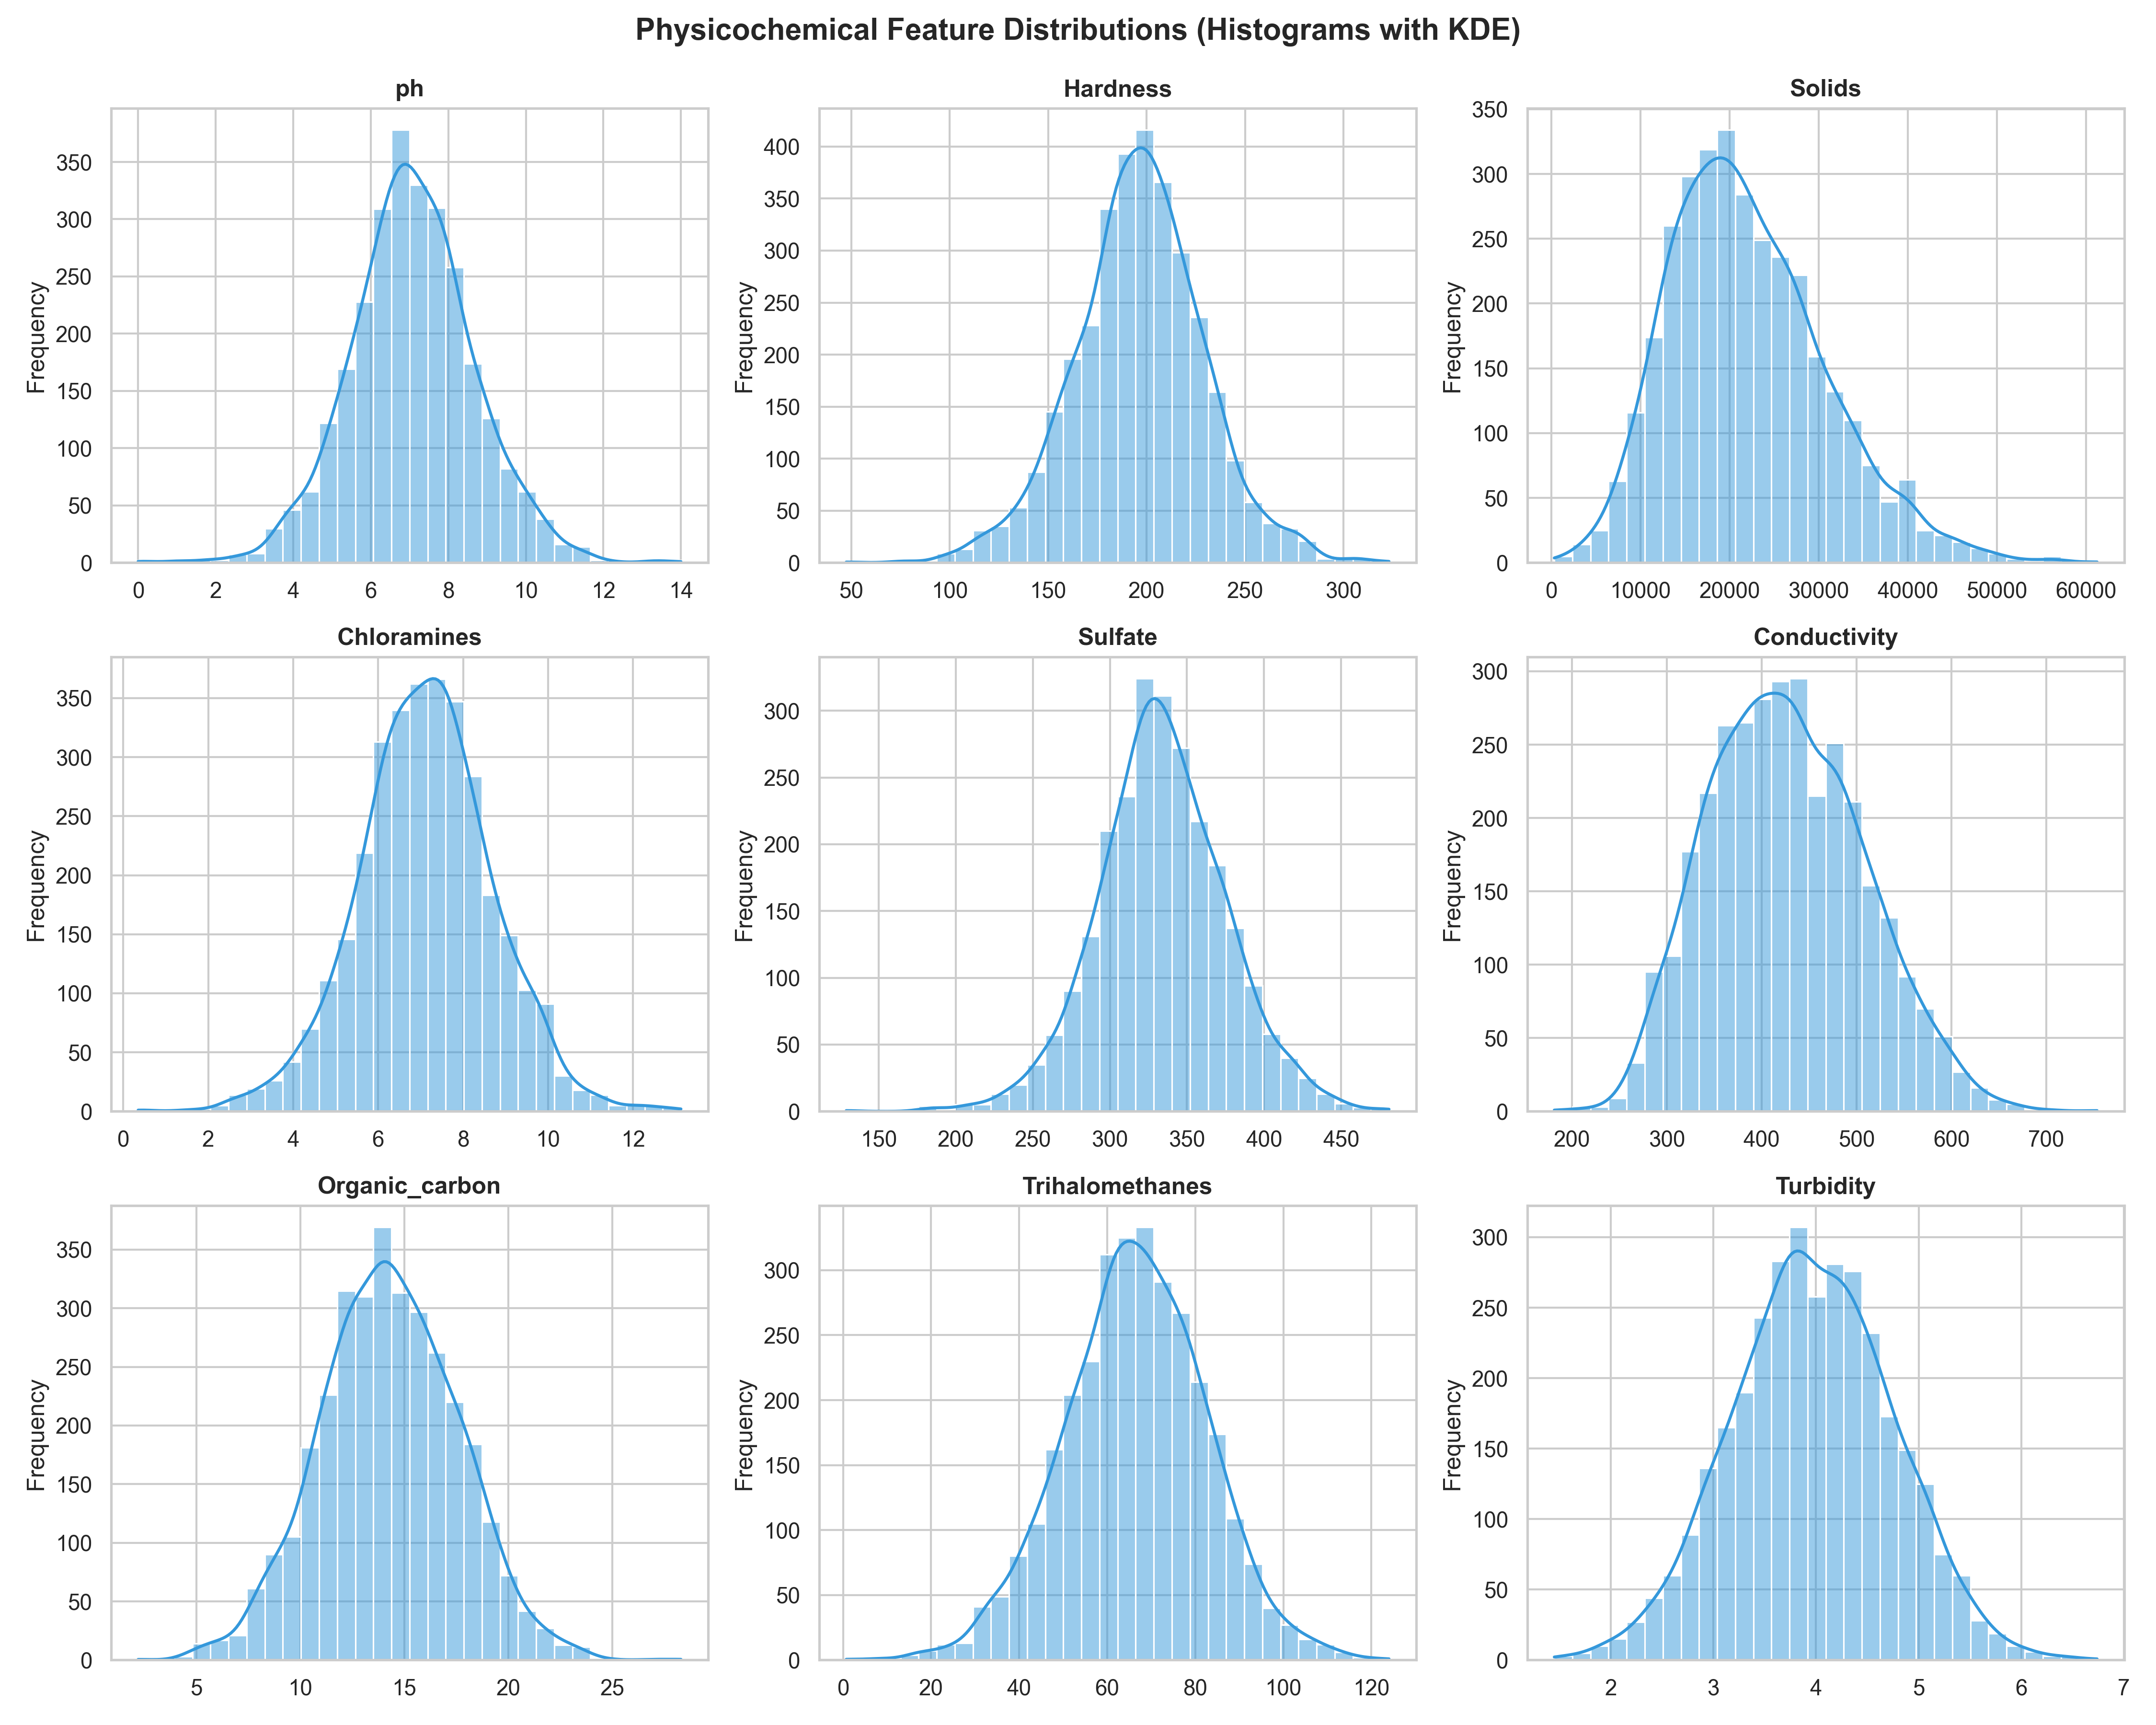 Physicochemical Feature Distributions (Histograms with KDE)
ph
Frequency
350
300
250
200
150
100
50
0
0 2 4 6 8 10 12 14
Hardness
Frequency
400
350
300
250
200
150
100
50
0
50 100 150 200 250 300
Solids
Frequency
350
300
250
200
150
100
50
0
0 10000 20000 30000 40000 50000 60000
Chloramines
Frequency
350
300
250
200
150
100
50
0
0 2 4 6 8 10 12
Sulfate
Frequency
300
250
200
150
100
50
0
150 200 250 300 350 400 450
Conductivity
Frequency
300
250
200
150
100
50
0
200 300 400 500 600 700
Organic_carbon
Frequency
350
300
250
200
150
100
50
0
5 10 15 20 25
Trihalomethanes
Frequency
300
250
200
150
100
50
0
0 20 40 60 80 100 120
Turbidity
Frequency
300
250
200
150
100
50
0
2 3 4 5 6 7